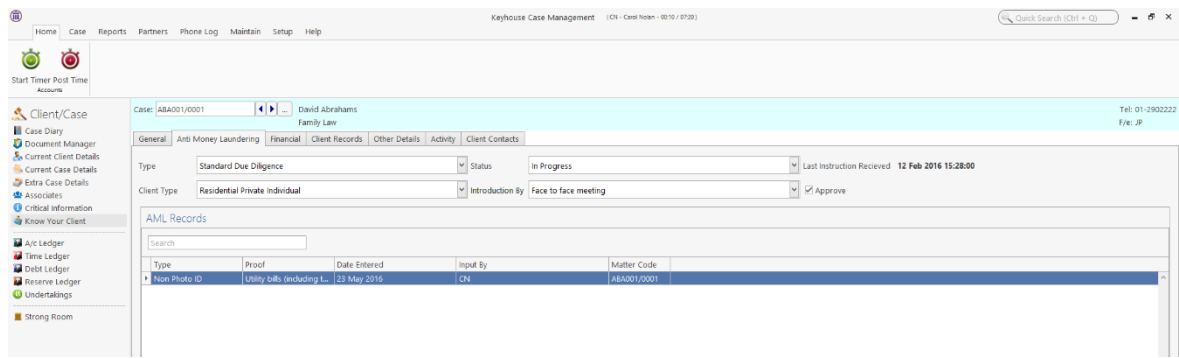 Keyhouse Case Management [CN - Carol Nolan - 00:10 / 07:20]
Quick Search (Ctrl + Q)
Home Case Reports Partners Phone Log Maintain Setup Help
Start Timer Post Time
Accounts
Client/Case
Case Diary
Document Manager
Current Client Details
Current Case Details
Extra Case Details
Associates
Critical Information
Know Your Client
A/c Ledger
Time Ledger
Debt Ledger
Reserve Ledger
Undertakings
Strong Room
Case: ABA001/0001 ... David Abrahams Tel: 01-2902222
Family Law F/e: JP
General Anti Money Laundering Financial Client Records Other Details Activity Client Contacts
Type Standard Due Diligence Status In Progress Last Instruction Recieved 12 Feb 2016 15:28:00
Client Type Residential Private Individual Introduction By Face to face meeting Approve
AML Records
Search
Type Proof Date Entered Input By Matter Code
Non Photo ID Utility bills (including t... 23 May 2016 CN ABA001/0001